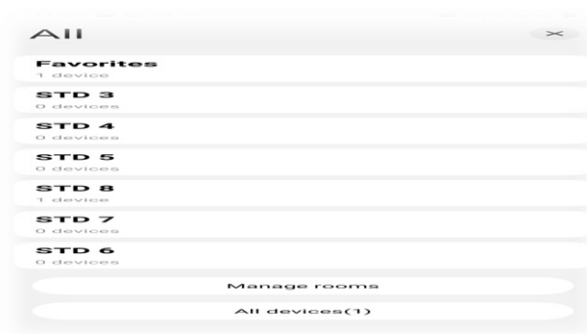 All
Favorites
1 device
STD 3
0 devices
STD 4
0 devices
STD 5
0 devices
STD 8
1 device
STD 7
0 devices
STD 6
0 devices
Manage rooms
All devices(1)